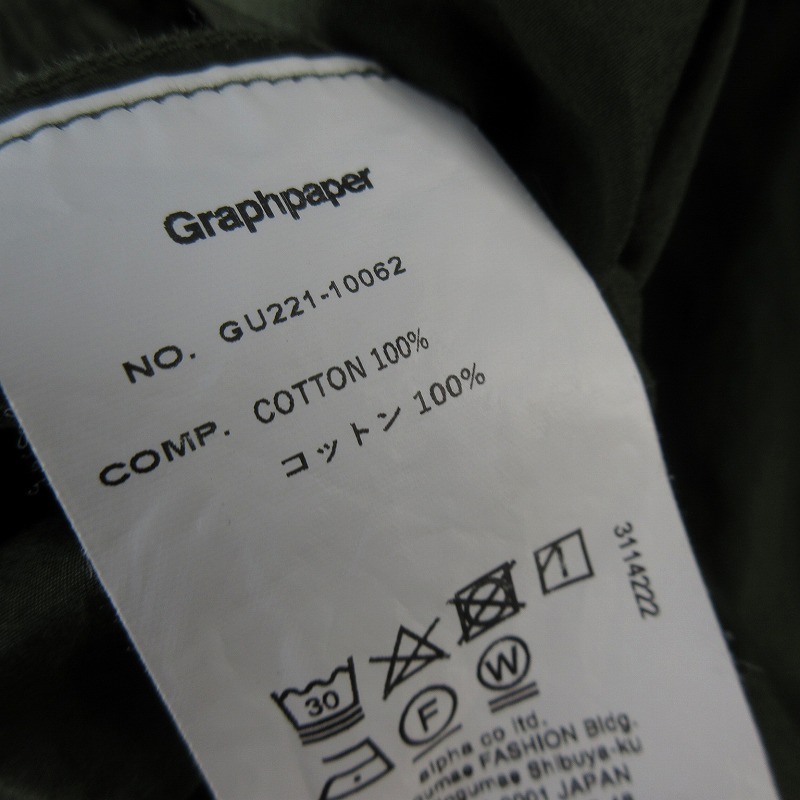 Graphpaper
NO. GU221-10062
COMP. COTTON 100%
コットン 100%
3114222
30
F W
alpha co ltd.
FASHION Bldg.
Shibuya-ku
JAPAN